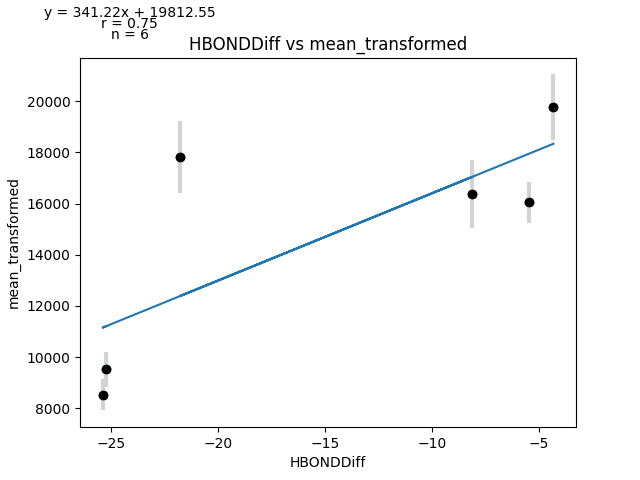 y = 341.22x + 19812.55
r = 0.75
n = 6
HBONDDiff vs mean_transformed
mean_transformed
20000
18000
16000
14000
12000
10000
8000
−25
−20
−15
−10
−5
HBONDDiff